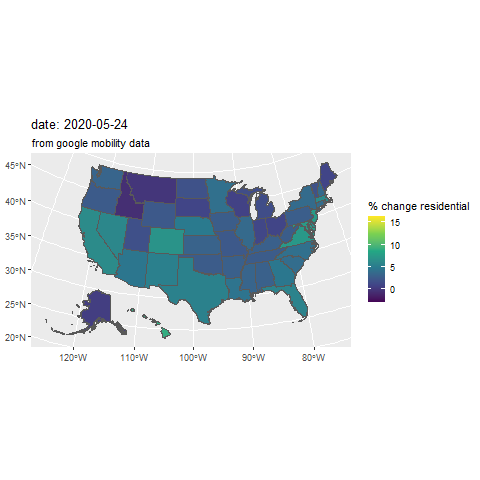 date: 2020-05-24
from google mobility data
45°N
40°N
35°N
30°N
25°N
20°N
120°W 110°W 100°W 90°W 80°W
% change residential
15
10
5
0